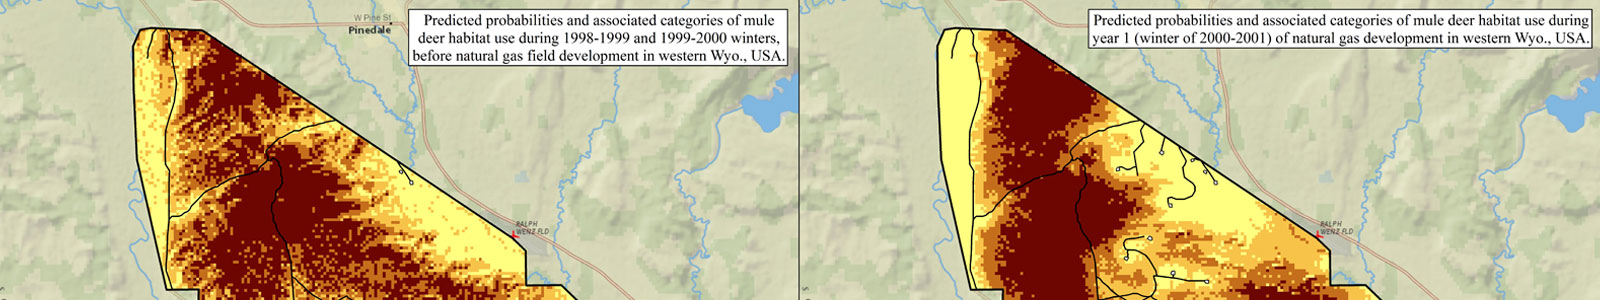 W Pine St
Pinedale
Predicted probabilities and associated categories of mule
deer habitat use during 1998-1999 and 1999-2000 winters,
before natural gas field development in western Wyo., USA.
RALPH
WENZ FLD
Predicted probabilities and associated categories of mule deer habitat use during
year 1 (winter of 2000-2001) of natural gas development in western Wyo., USA.
RALPH
WENZ FLD